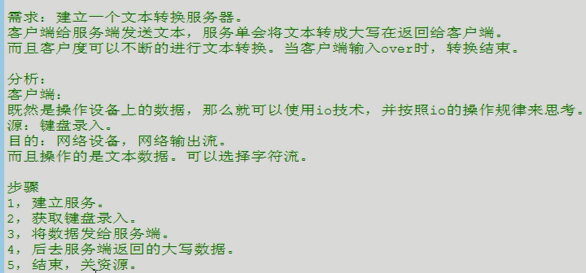 需求：建立一个文本转换服务器。
客户端给服务端发送文本，服务单会将文本转成大写在返回给客户端。
而且客户度可以不断的进行文本转换。当客户端输入over时，转换结束。
分析：
客户端：
既然是操作设备上的数据，那么就可以使用io技术，并按照io的操作规律来思考。
源：键盘录入。
目的：网络设备，网络输出流。
而且操作的是文本数据。可以选择字符流。
步骤
1，建立服务。
2，获取键盘录入。
3，将数据发给服务端。
4，后去服务端返回的大写数据。
5，结束，关资源。